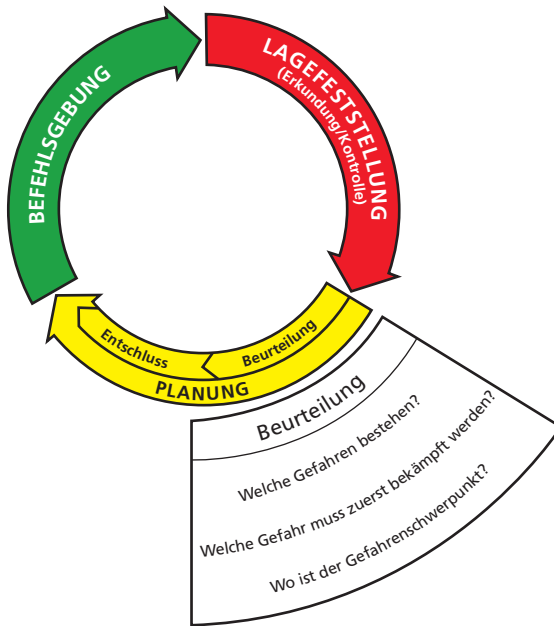 LAGEFESTSTELLUNG
(Erkundung/Kontrolle)
BEFEHLSGEBUNG
Entschluss
Beurteilung
PLANUNG
Beurteilung
Welche Gefahren bestehen?
Welche Gefahr muss zuerst bekämpft werden?
Wo ist der Gefahrenschwerpunkt?